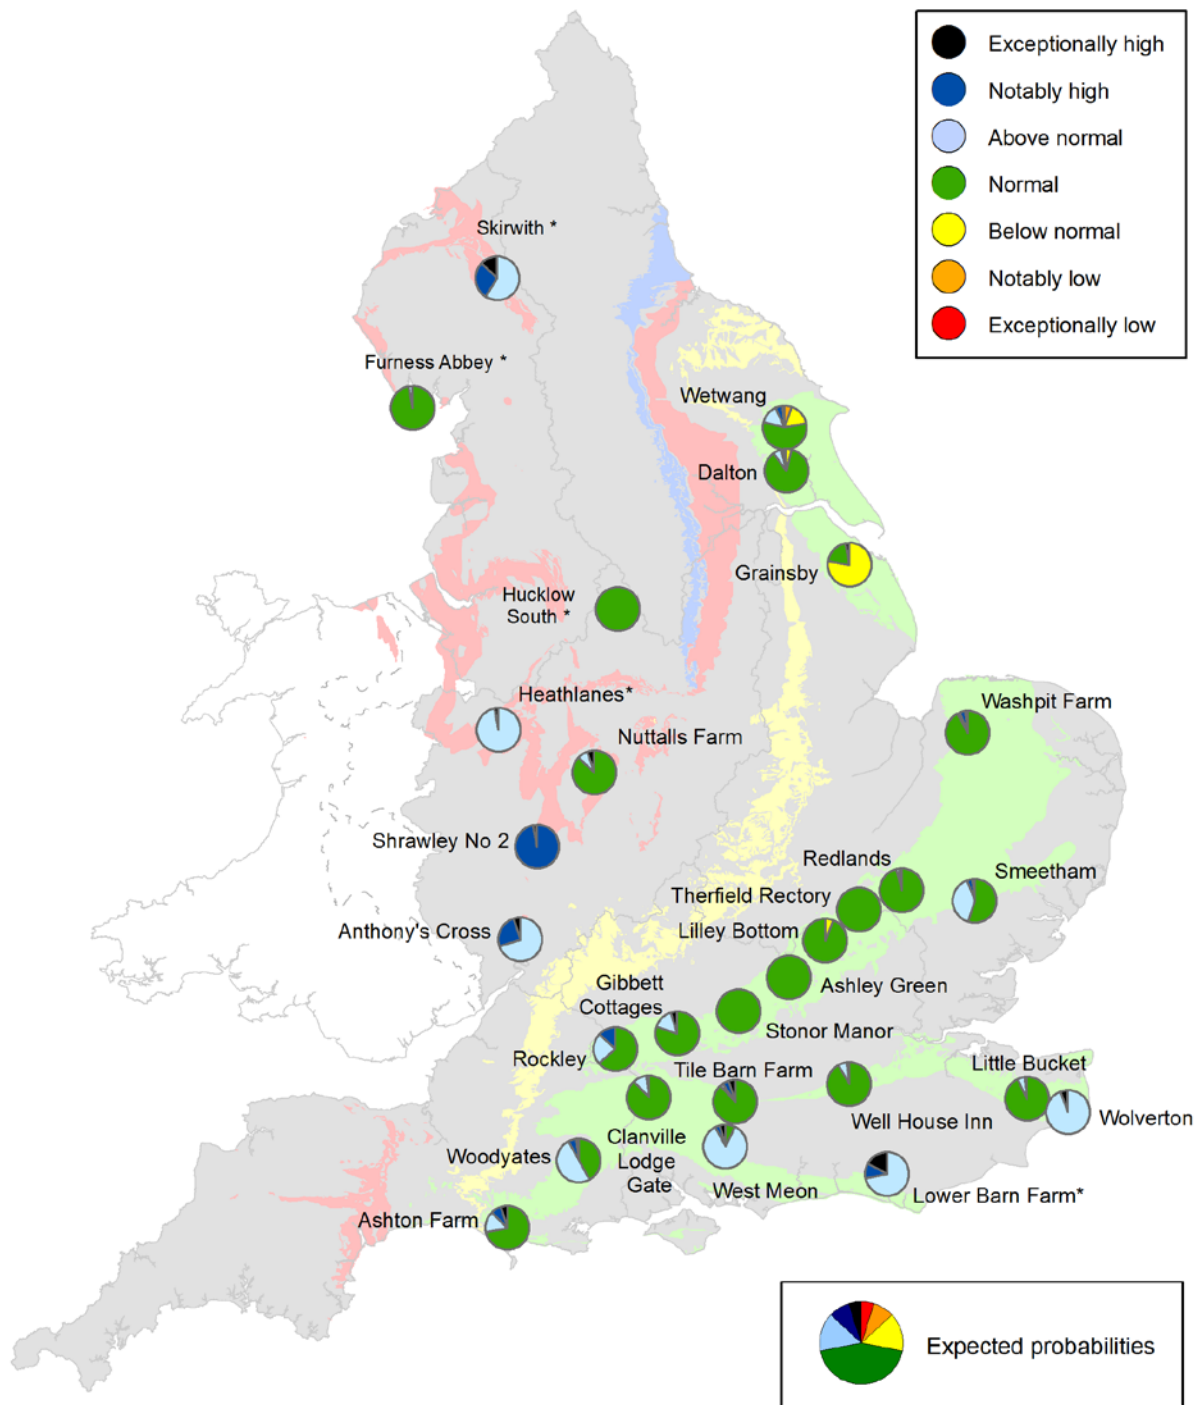 Exceptionally high
Notably high
Above normal
Normal
Below normal
Notably low
Exceptionally low
Skirwith *
Furness Abbey *
Wetwang
Dalton
Grainsby
Hucklow
South *
Heathlanes*
Washpit Farm
Nuttalls Farm
Shrawley No 2
Redlands
Smeetham
Therfield Rectory
Lilley Bottom
Anthony's Cross
Gibbett
Cottages
Ashley Green
Stonor Manor
Rockley
Tile Barn Farm
Little Bucket
Well House Inn
Wolverton
Clanville
Lodge
Gate
Woodyates
West Meon
Lower Barn Farm*
Ashton Farm
Expected probabilities